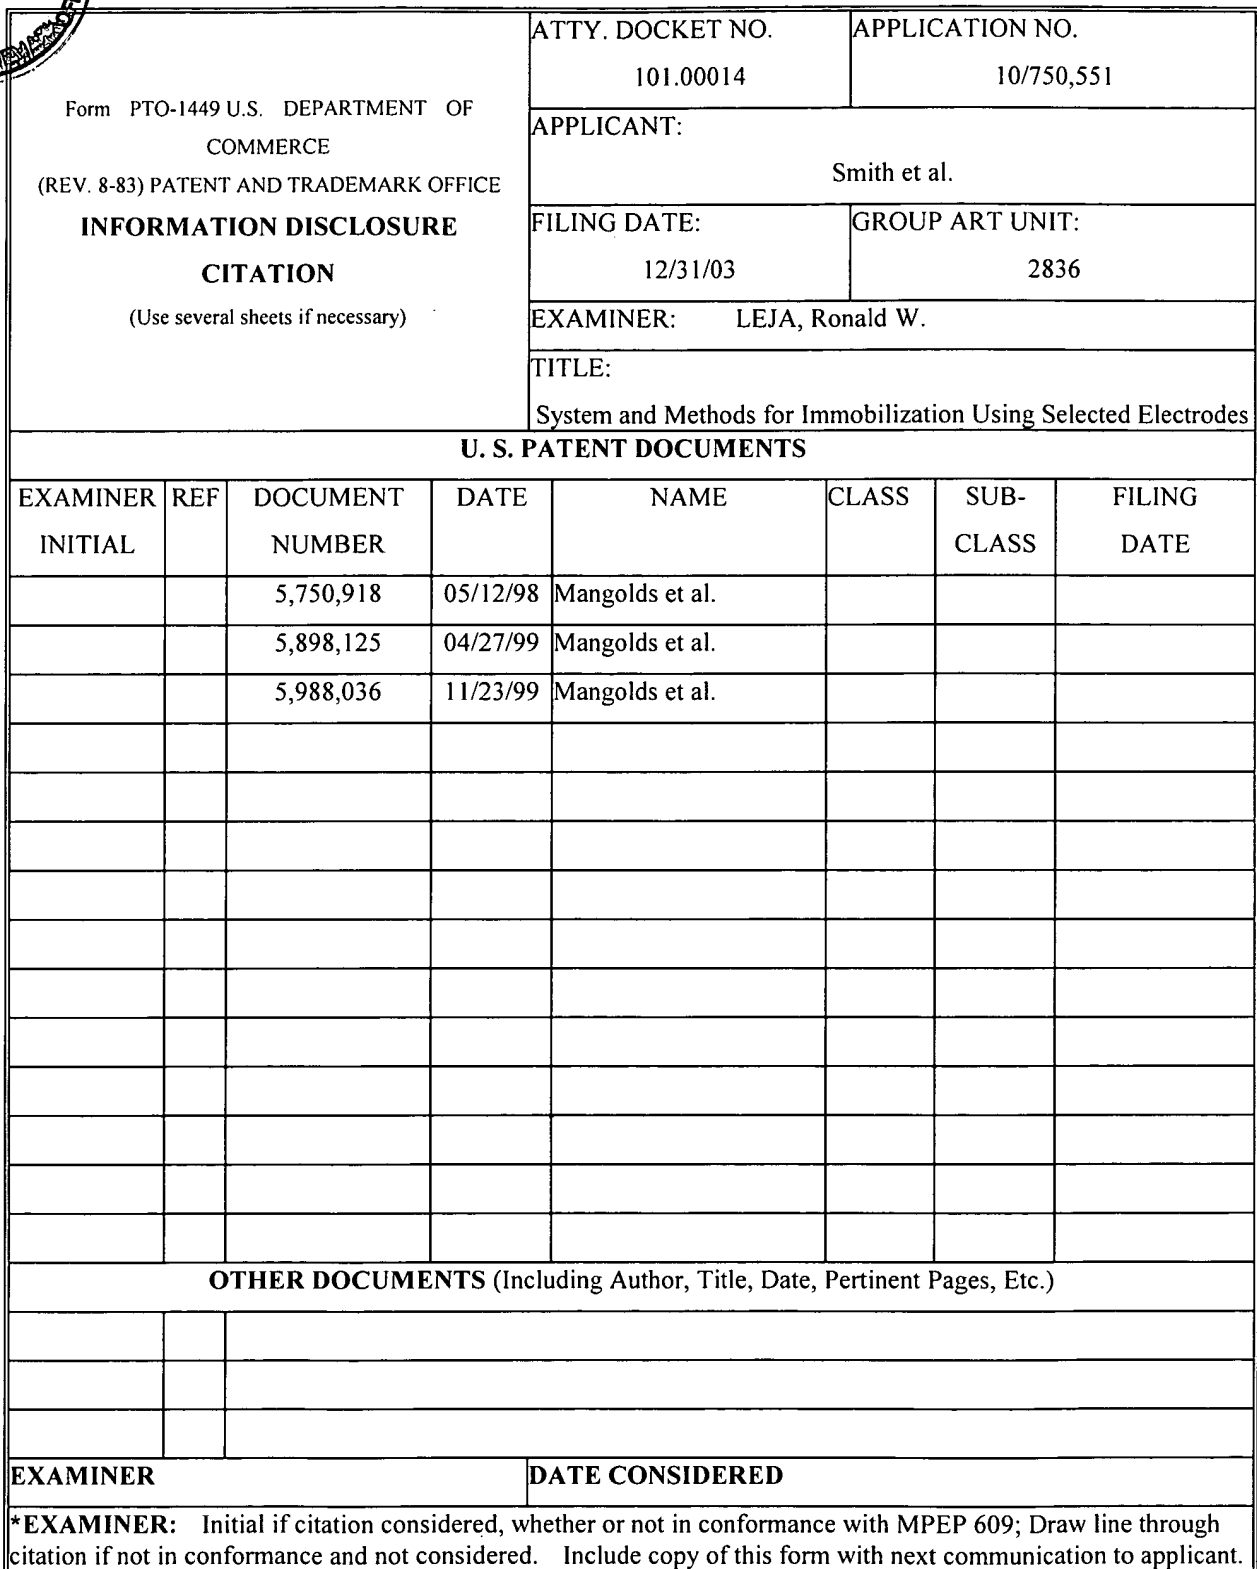 ATTY. DOCKET NO.
101.00014
APPLICATION NO.
10/750,551
Form PTO-1449 U.S. DEPARTMENT OF
COMMERCE
(REV. 8-83) PATENT AND TRADEMARK OFFICE
INFORMATION DISCLOSURE
CITATION
(Use several sheets if necessary)
APPLICANT:
Smith et al.
FILING DATE:
12/31/03
GROUP ART UNIT:
2836
EXAMINER: LEJA, Ronald W.
TITLE:
System and Methods for Immobilization Using Selected Electrodes
U. S. PATENT DOCUMENTS
EXAMINER INITIAL REF DOCUMENT NUMBER DATE NAME CLASS SUB-CLASS FILING DATE
5,750,918 05/12/98 Mangolds et al.
5,898,125 04/27/99 Mangolds et al.
5,988,036 11/23/99 Mangolds et al.
OTHER DOCUMENTS (Including Author, Title, Date, Pertinent Pages, Etc.)
EXAMINER DATE CONSIDERED
*EXAMINER: Initial if citation considered, whether or not in conformance with MPEP 609; Draw line through
citation if not in conformance and not considered. Include copy of this form with next communication to applicant.